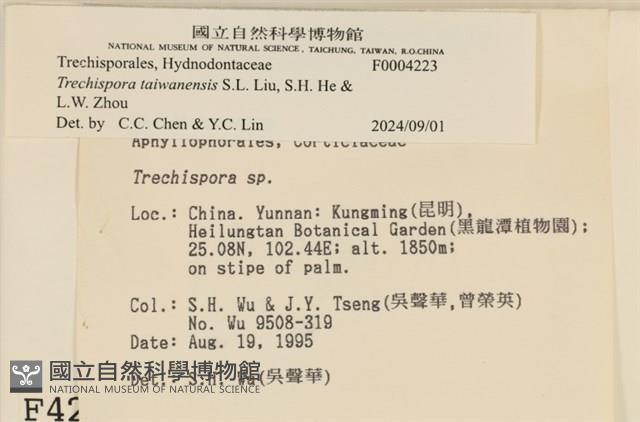 國立自然科學博物館
NATIONAL MUSEUM OF NATURAL SCIENCE, TAICHUNG, TAIWAN, R.O.CHINA
Trechisporales, Hydnodontaceae F0004223
Trechispora taiwanensis S.L. Liu, S.H. He &
L.W. Zhou
Det. by C.C. Chen & Y.C. Lin 2024/09/01
Aphyllophorales, Corticiaceae
Trechispora sp.
Loc.: China. Yunnan: Kungming(昆明),
Heilungtan Botanical Garden(黑龍潭植物園);
25.08N, 102.44E; alt. 1850m;
on stipe of palm.
Col.: S.H. Wu & J.Y. Tseng(吳聲華,曾榮英)
No. Wu 9508-319
Date: Aug. 19, 1995
Det.: S.H. Wu(吳聲華)
國立自然科學博物館
NATIONAL MUSEUM OF NATURAL SCIENCE
F42